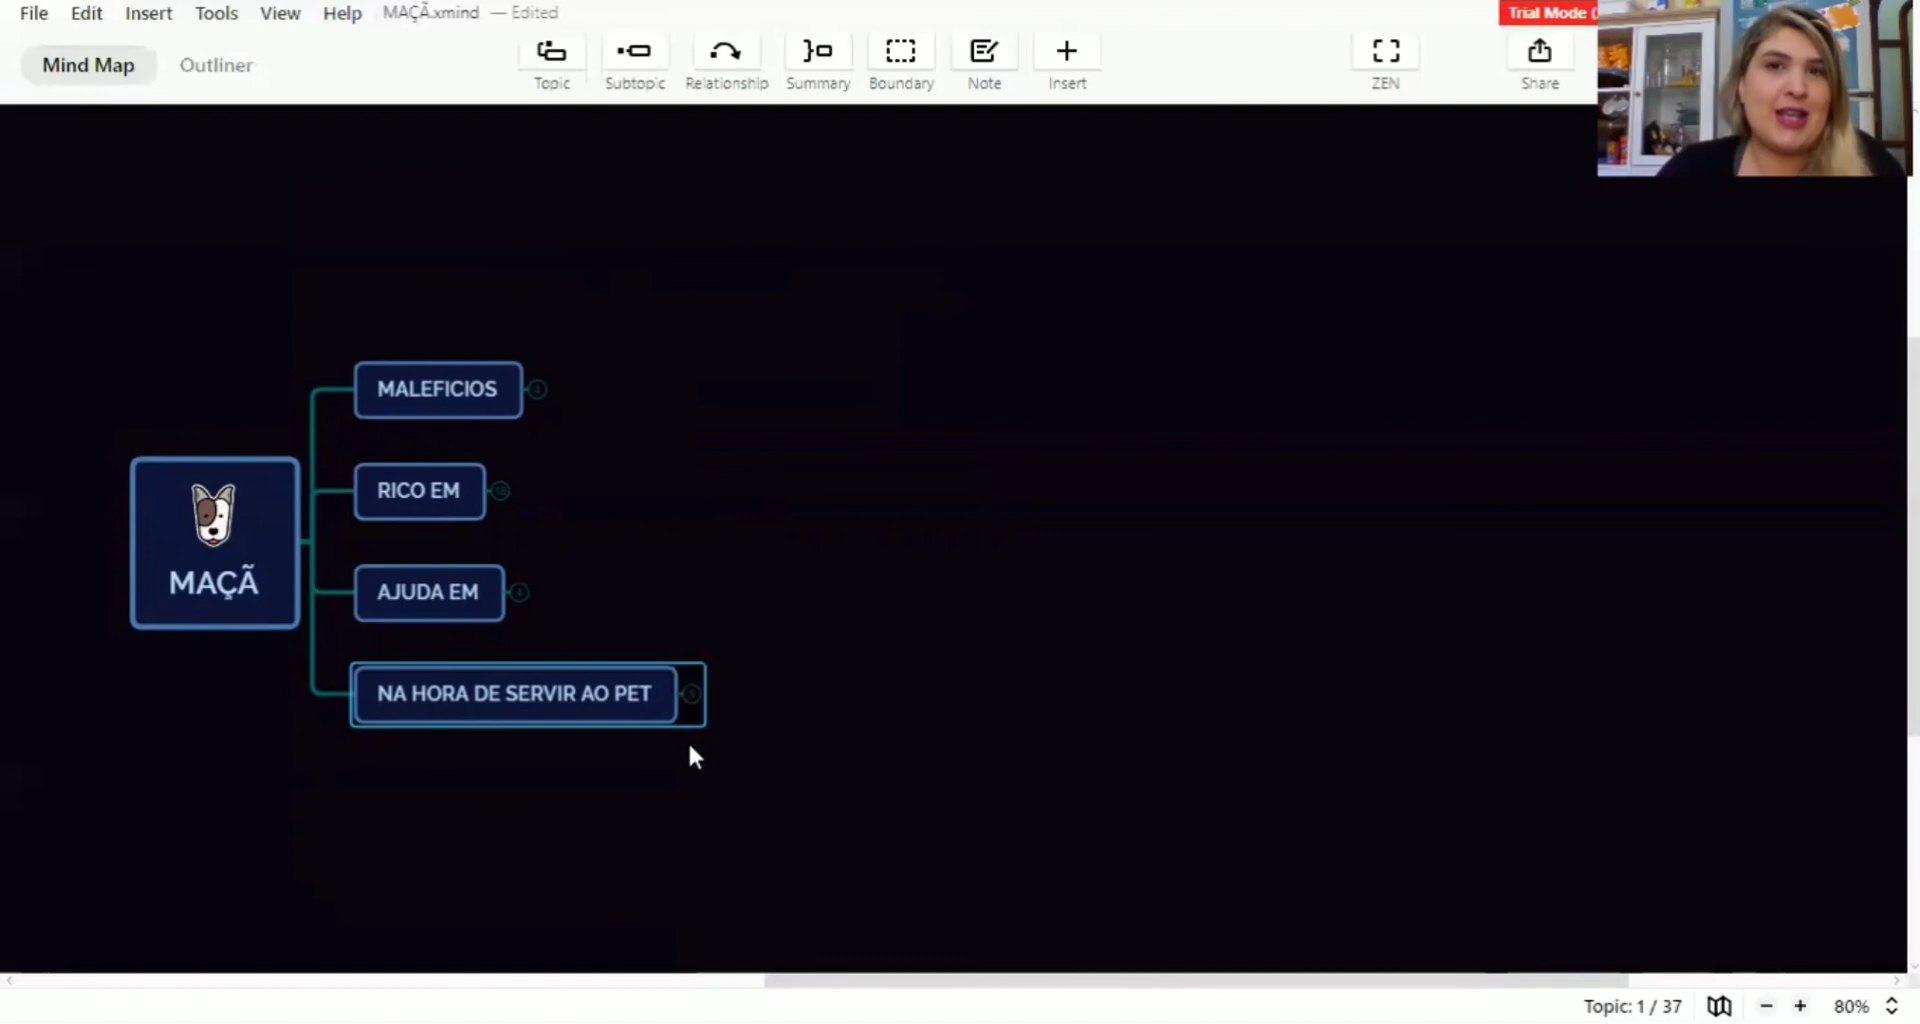 File Edit Insert Tools View Help MAÇÃ.xmind — Edited
Trial Mode (
Mind Map Outliner
Topic Subtopic Relationship Summary Boundary Note Insert ZEN Share
MALEFICIOS 4
RICO EM
MAÇÃ
AJUDA EM 4
NA HORA DE SERVIR AO PET
Topic: 1 / 37 80%